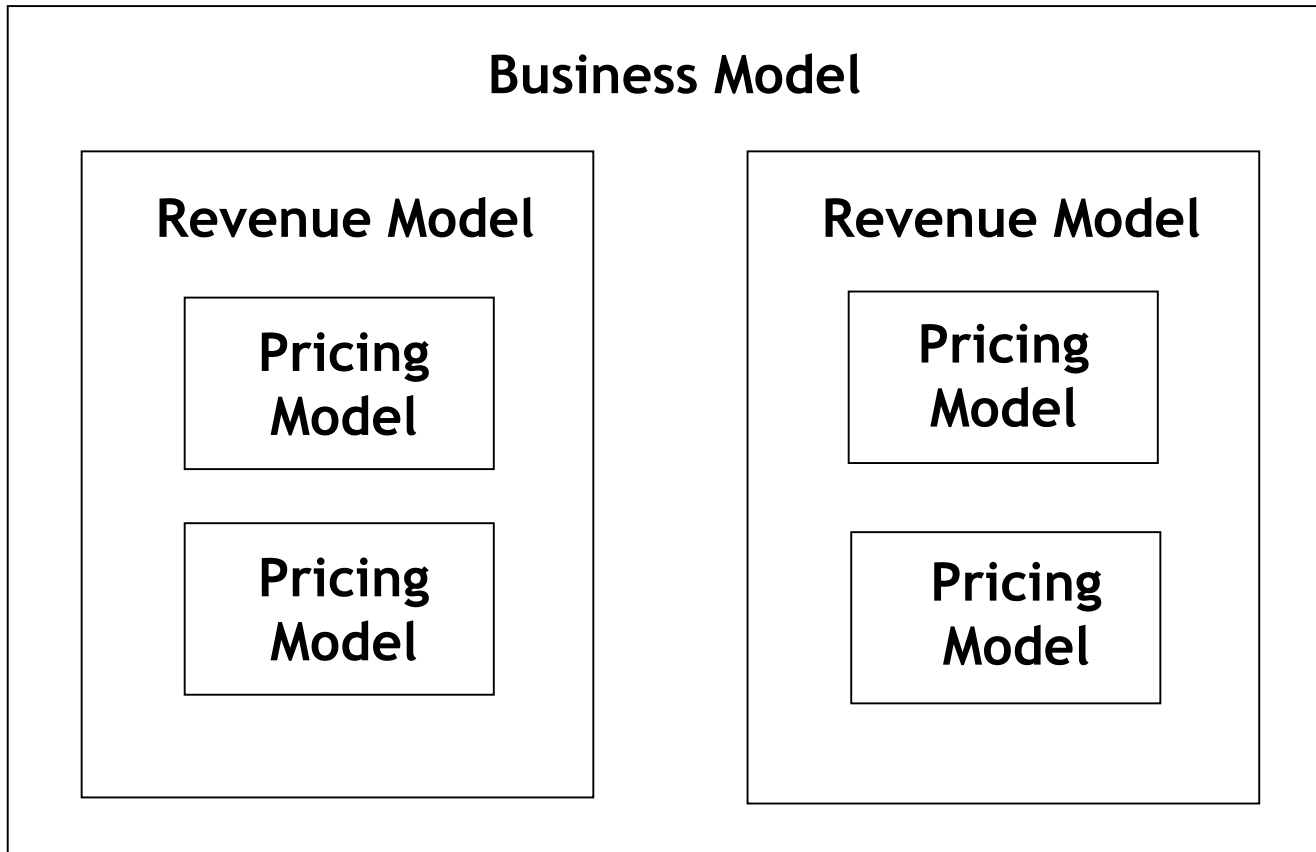 Business Model
Revenue Model
Pricing
Model
Pricing
Model
Revenue Model
Pricing
Model
Pricing
Model